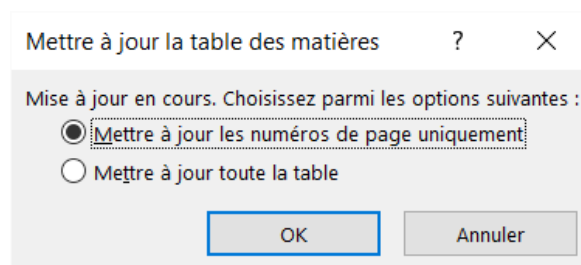 Mettre à jour la table des matières ?
Mise à jour en cours. Choisissez parmi les options suivantes :
Mettre à jour les numéros de page uniquement
Mettre à jour toute la table
OK Annuler